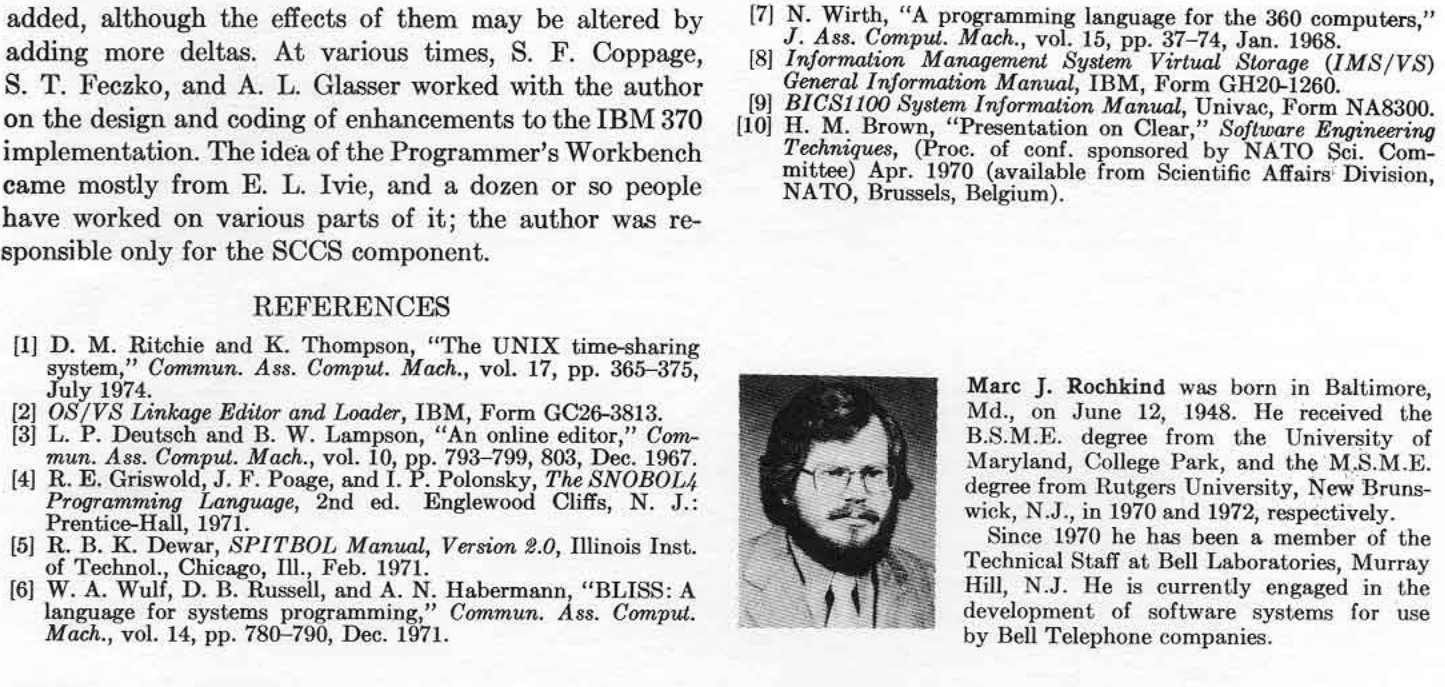 added, although the effects of them may be altered by
adding more deltas. At various times, S. F. Coppage,
S. T. Feczko, and A. L. Glasser worked with the author
on the design and coding of enhancements to the IBM 370
implementation. The idea of the Programmer's Workbench
came mostly from E. L. Ivie, and a dozen or so people
have worked on various parts of it; the author was re-
sponsible only for the SCCS component.
REFERENCES
[1] D. M. Ritchie and K. Thompson, "The UNIX time-sharing
system," Commun. Ass. Comput. Mach., vol. 17, pp. 365–375,
July 1974.
[2] OS/VS Linkage Editor and Loader, IBM, Form GC26-3813.
[3] L. P. Deutsch and B. W. Lampson, "An online editor," Com-
mun. Ass. Comput. Mach., vol. 10, pp. 793–799, 803, Dec. 1967.
[4] R. E. Griswold, J. F. Poage, and I. P. Polonsky, The SNOBOL4
Programming Language, 2nd ed. Englewood Cliffs, N. J.:
Prentice-Hall, 1971.
[5] R. B. K. Dewar, SPITBOL Manual, Version 2.0, Illinois Inst.
of Technol., Chicago, Ill., Feb. 1971.
[6] W. A. Wulf, D. B. Russell, and A. N. Habermann, "BLISS: A
language for systems programming," Commun. Ass. Comput.
Mach., vol. 14, pp. 780–790, Dec. 1971.
[7] N. Wirth, "A programming language for the 360 computers,"
J. Ass. Comput. Mach., vol. 15, pp. 37–74, Jan. 1968.
[8] Information Management System Virtual Storage (IMS/VS)
General Information Manual, IBM, Form GH20-1260.
[9] BICS1100 System Information Manual, Univac, Form NA8300.
[10] H. M. Brown, "Presentation on Clear," Software Engineering
Techniques, (Proc. of conf. sponsored by NATO Sci. Com-
mittee) Apr. 1970 (available from Scientific Affairs Division,
NATO, Brussels, Belgium).
Marc J. Rochkind was born in Baltimore,
Md., on June 12, 1948. He received the
B.S.M.E. degree from the University of
Maryland, College Park, and the M.S.M.E.
degree from Rutgers University, New Bruns-
wick, N.J., in 1970 and 1972, respectively.
Since 1970 he has been a member of the
Technical Staff at Bell Laboratories, Murray
Hill, N.J. He is currently engaged in the
development of software systems for use
by Bell Telephone companies.